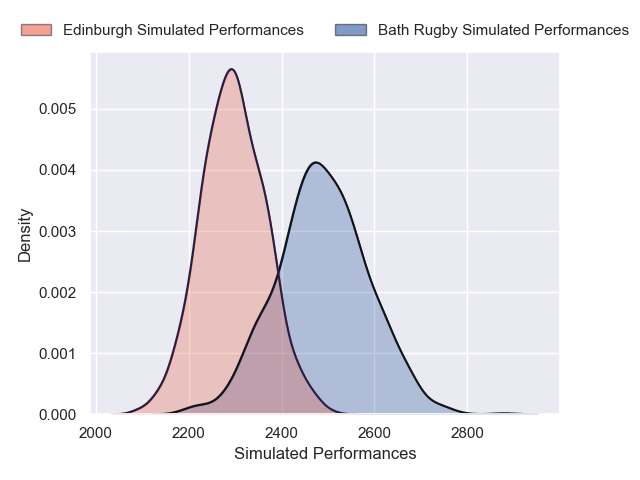 Edinburgh Simulated Performances
Bath Rugby Simulated Performances
Density
0.005
0.004
0.003
0.002
0.001
0.000
2000 2200 2400 2600 2800
Simulated Performances